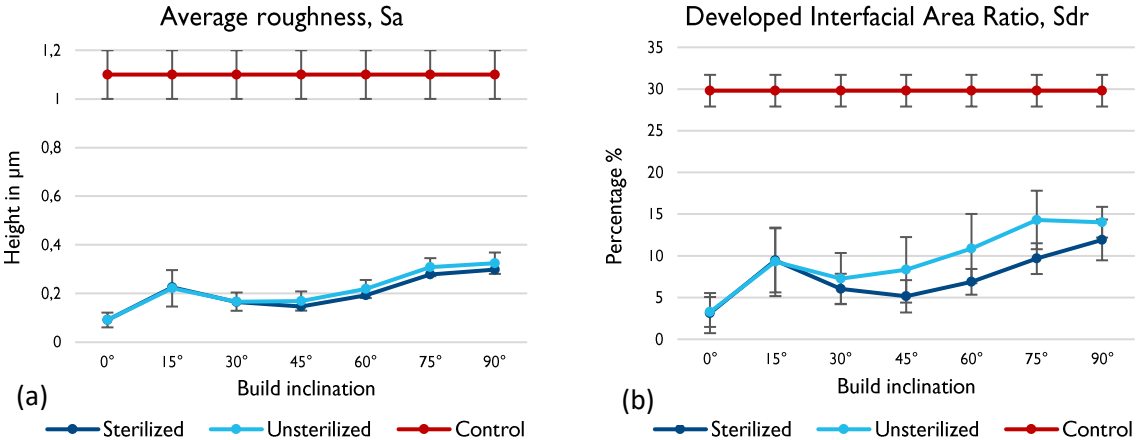 Average roughness, Sa
1,2
1
0,8
0,6
0,4
0,2
0
Height in µm
0° 15° 30° 45° 60° 75° 90°
Build inclination
(a)
Sterilized Unsterilized Control
Developed Interfacial Area Ratio, Sdr
35
30
25
20
15
10
5
0
Percentage %
0° 15° 30° 45° 60° 75° 90°
Build inclination
(b)
Sterilized Unsterilized Control